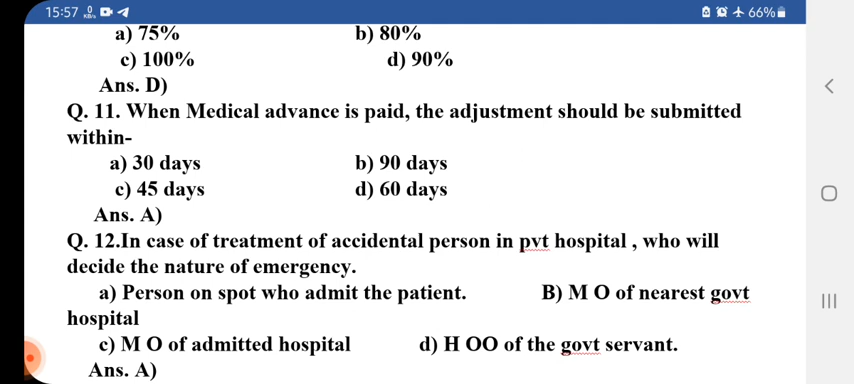 15:57 0 KB/s 66%
a) 75% b) 80%
c) 100% d) 90%
Ans. D)
Q. 11. When Medical advance is paid, the adjustment should be submitted
within-
a) 30 days b) 90 days
c) 45 days d) 60 days
Ans. A)
Q. 12.In case of treatment of accidental person in pvt hospital , who will
decide the nature of emergency.
a) Person on spot who admit the patient. B) M O of nearest govt
hospital
c) M O of admitted hospital d) H OO of the govt servant.
Ans. A)